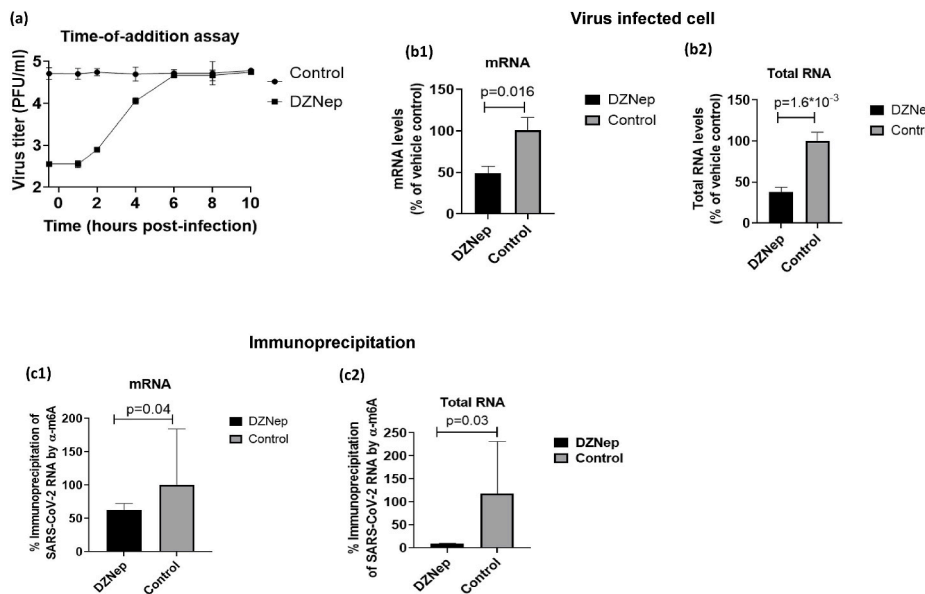 (a)
Time-of-addition assay
Virus titer (PFU/ml)
5
4
3
2
0 2 4 6 8 10
Time (hours post-infection)
Control
DZNep
Virus infected cell
(b1)
mRNA
p=0.016
mRNA levels
(% of vehicle control)
150
100
50
0
DZNep
Control
DZNep
Control
(b2)
Total RNA
p=1.6*10⁻³
Total RNA levels
(% of vehicle control)
150
100
50
0
DZNep
Control
DZNe
Contr
Immunoprecipitation
(c1)
mRNA
p=0.04
% Immunoprecipitation of
SARS-CoV-2 RNA by α-m6A
200
150
100
50
0
DZNep
Control
DZNep
Control
(c2)
Total RNA
p=0.03
% Immunoprecipitation
of SARS-CoV-2 RNA by α-m6A
250
200
150
100
50
0
DZNep
Control
DZNep
Control